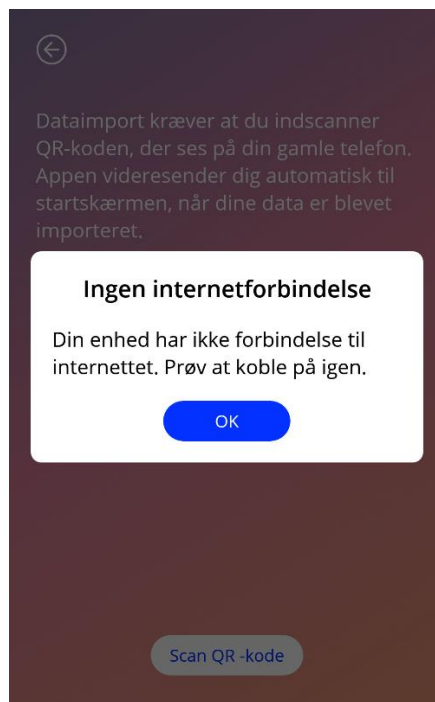 Dataimport kræver at du indscanner
QR-koden, der ses på din gamle telefon.
Appen videresender dig automatisk til
startskærmen, når dine data er blevet
importeret.
Ingen internetforbindelse
Din enhed har ikke forbindelse til
internettet. Prøv at koble på igen.
OK
Scan QR -kode